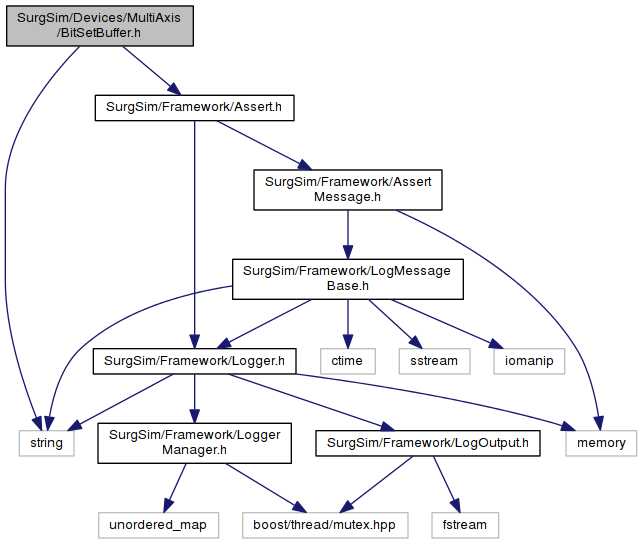 SurgSim/Devices/MultiAxis
/BitSetBuffer.h
SurgSim/Framework/Assert.h
SurgSim/Framework/Assert
Message.h
SurgSim/Framework/LogMessage
Base.h
SurgSim/Framework/Logger.h
ctime
sstream
iomanip
string
SurgSim/Framework/Logger
Manager.h
SurgSim/Framework/LogOutput.h
memory
unordered_map
boost/thread/mutex.hpp
fstream